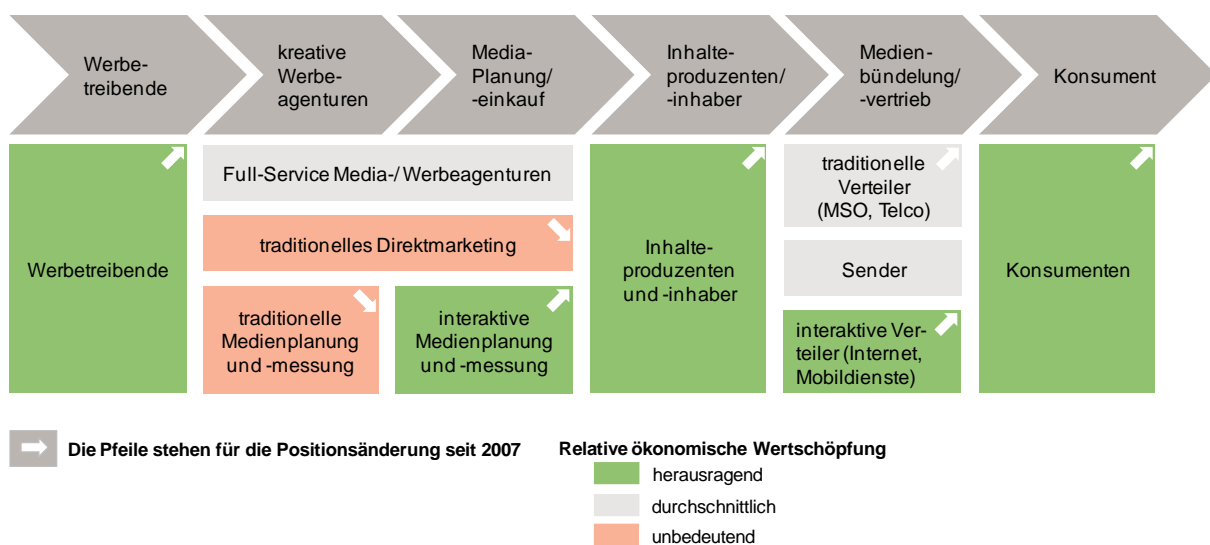 Werbe-
treibende
kreative
Werbe-
agenturen
Media-
Planung/
-einkauf
Inhalte-
produzenten/
-inhaber
Medien-
bündelung/
-vertrieb
Konsument
Werbetreibende
Full-Service Media-/ Werbeagenturen
traditionelles Direktmarketing
traditionelle
Medienplanung
und -messung
interaktive
Medienplanung
und -messung
Inhalte-
produzenten
und -inhaber
traditionelle
Verteiler
(MSO, Telco)
Sender
interaktive Ver-
teiler (Internet,
Mobildienste)
Konsumenten
Die Pfeile stehen für die Positionsänderung seit 2007
Relative ökonomische Wertschöpfung
herausragend
durchschnittlich
unbedeutend